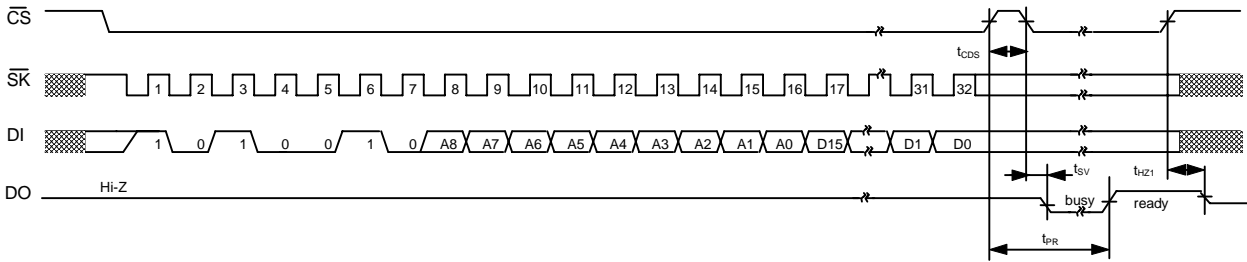 CS
tCDS
SK
1 2 3 4 5 6 7 8 9 10 11 12 13 14 15 16 17 31 32
DI
1 0 1 0 0 1 0 A8 A7 A6 A5 A4 A3 A2 A1 A0 D15 D1 D0
tSV
tHZ1
Hi-Z
DO
busy
ready
tPR